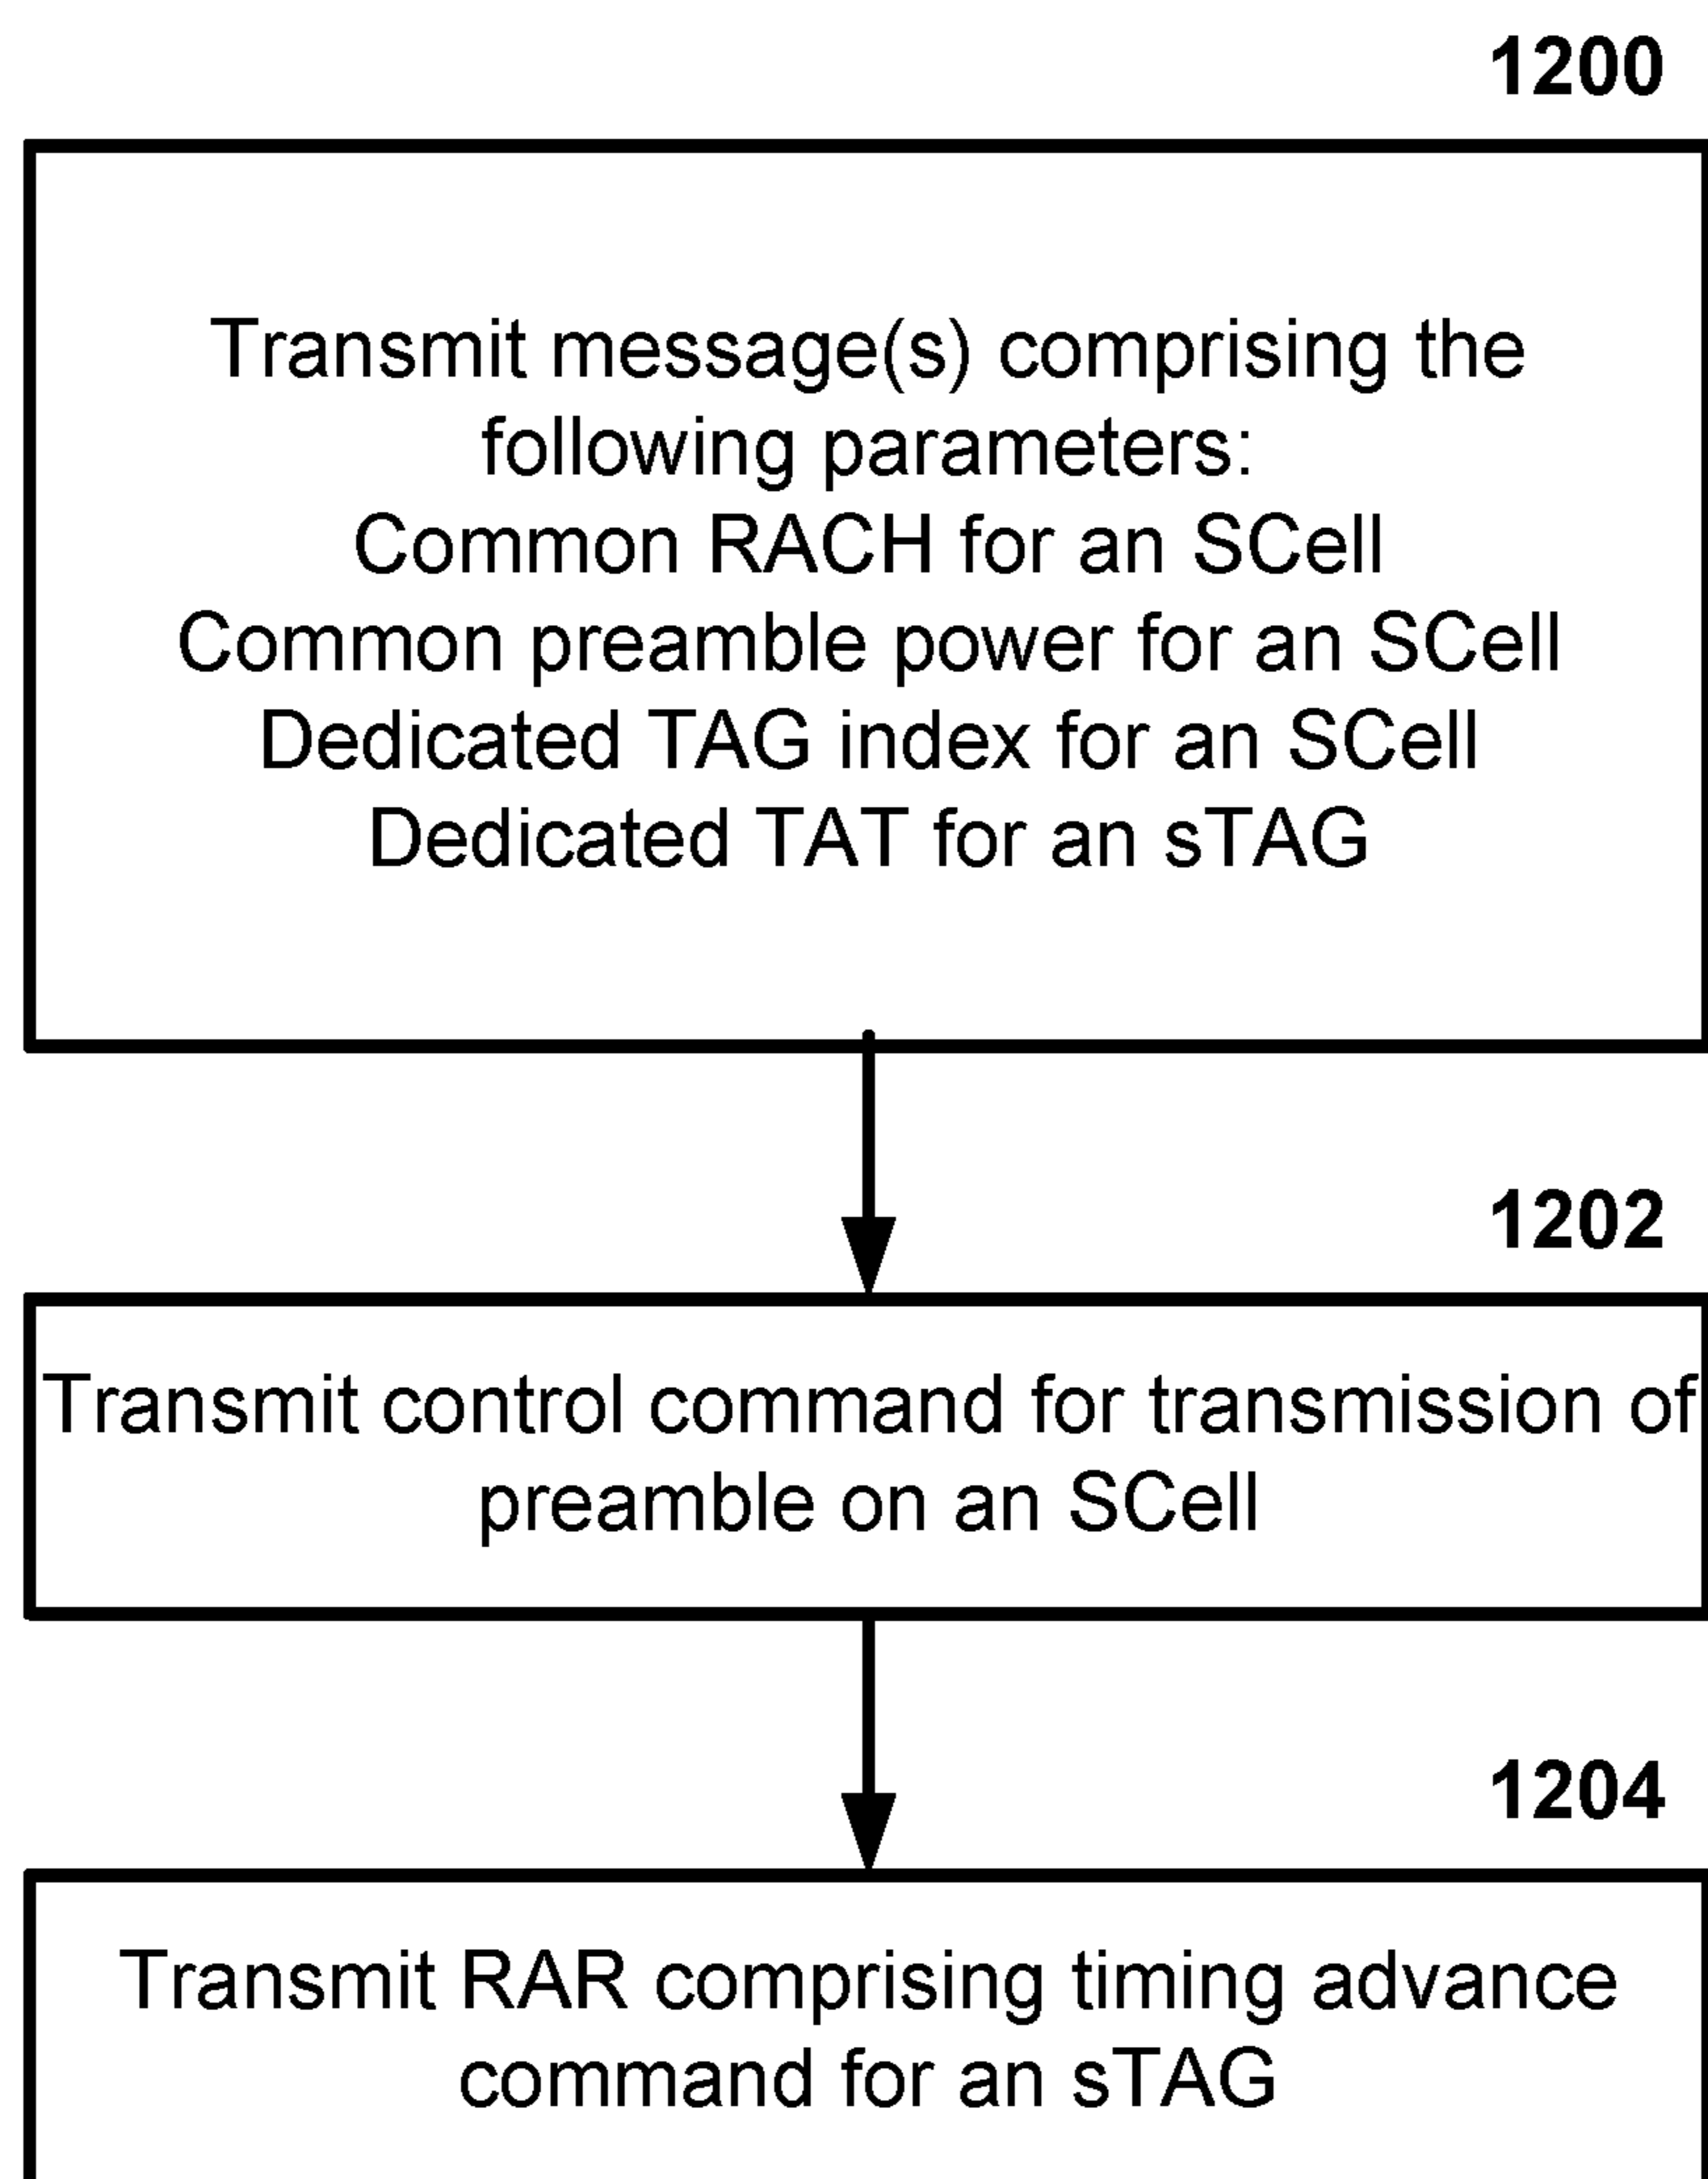 1200
Transmit message(s) comprising the
following parameters:
Common RACH for an SCell
Common preamble power for an SCell
Dedicated TAG index for an SCell
Dedicated TAT for an sTAG
1202
Transmit control command for transmission of
preamble on an SCell
1204
Transmit RAR comprising timing advance
command for an sTAG